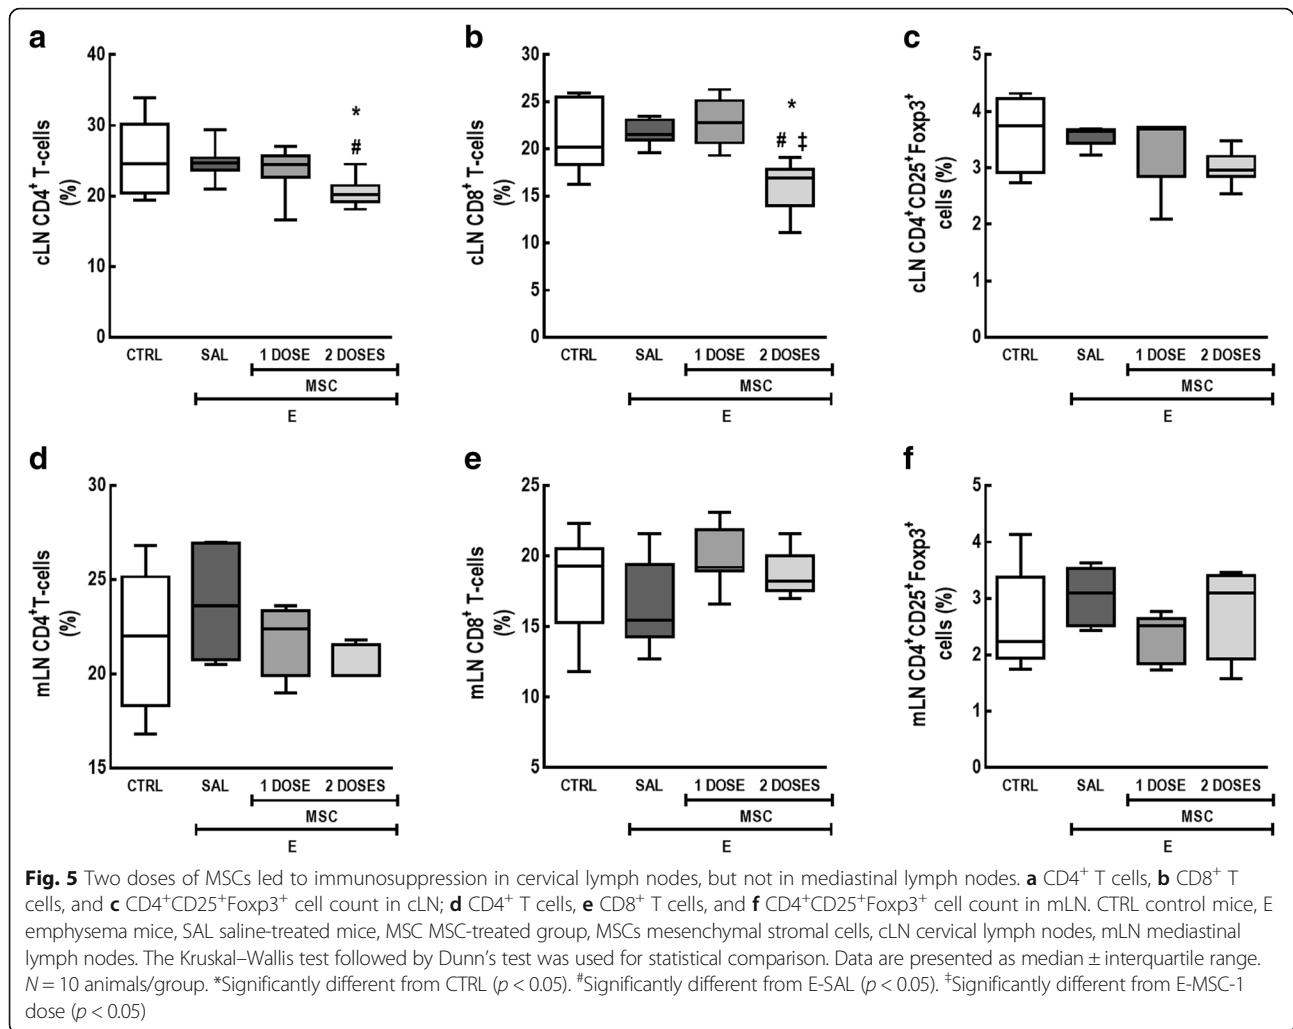 a
40
30
20
10
0
cLN CD4⁺ T-cells
(%)
*
#
CTRL SAL 1 DOSE 2 DOSES
MSC
E
b
30
25
20
15
10
5
0
cLN CD8⁺ T-cells
(%)
*
# ‡
CTRL SAL 1 DOSE 2 DOSES
MSC
E
c
5
4
3
2
1
0
cLN CD4⁺CD25⁺Foxp3⁺
cells (%)
CTRL SAL 1 DOSE 2 DOSES
MSC
E
d
30
25
20
15
mLN CD4⁺T-cells
(%)
CTRL SAL 1 DOSE 2 DOSES
MSC
E
e
25
20
15
10
5
mLN CD8⁺ T-cells
(%)
CTRL SAL 1 DOSE 2 DOSES
MSC
E
f
5
4
3
2
1
0
mLN CD4⁺CD25⁺Foxp3⁺
cells (%)
CTRL SAL 1 DOSE 2 DOSES
MSC
E
Fig. 5 Two doses of MSCs led to immunosuppression in cervical lymph nodes, but not in mediastinal lymph nodes. a CD4⁺ T cells, b CD8⁺ T
cells, and c CD4⁺CD25⁺Foxp3⁺ cell count in cLN; d CD4⁺ T cells, e CD8⁺ T cells, and f CD4⁺CD25⁺Foxp3⁺ cell count in mLN. CTRL control mice, E
emphysema mice, SAL saline-treated mice, MSC MSC-treated group, MSCs mesenchymal stromal cells, cLN cervical lymph nodes, mLN mediastinal
lymph nodes. The Kruskal–Wallis test followed by Dunn's test was used for statistical comparison. Data are presented as median ± interquartile range.
N = 10 animals/group. *Significantly different from CTRL (p < 0.05). #Significantly different from E-SAL (p < 0.05). ‡Significantly different from E-MSC-1
dose (p < 0.05)